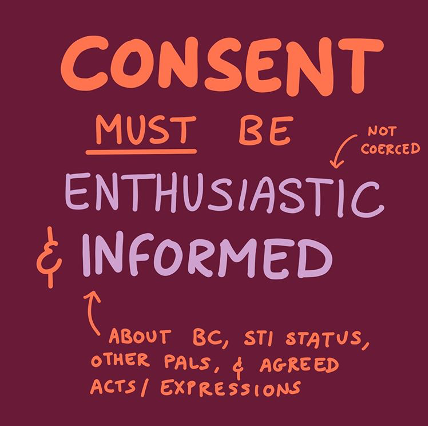 CONSENT
MUST BE
NOT
COERCED
ENTHUSIASTIC
& INFORMED
ABOUT BC, STI STATUS,
OTHER PALS, & AGREED
ACTS/ EXPRESSIONS